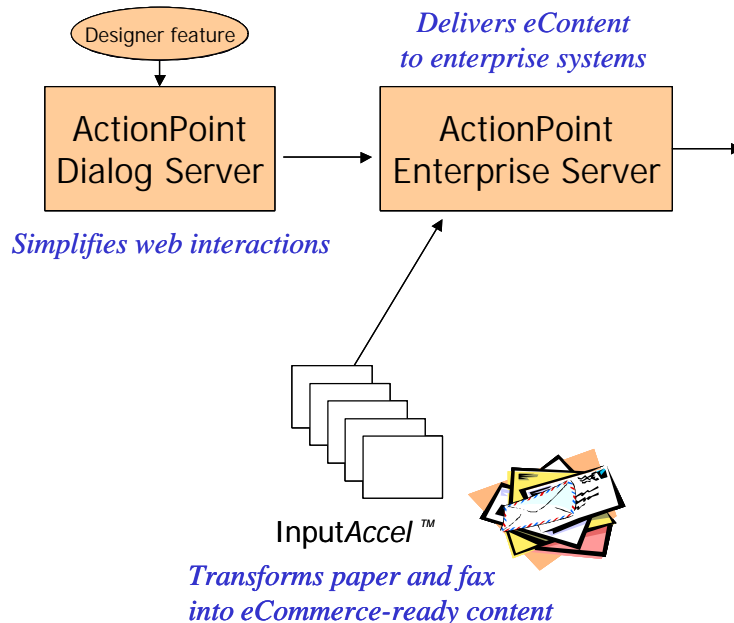 Designer feature
Delivers eContent
to enterprise systems
ActionPoint
Dialog Server
ActionPoint
Enterprise Server
Simplifies web interactions
InputAccel ™
Transforms paper and fax
into eCommerce-ready content